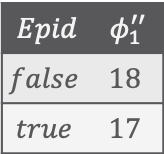 Epid ϕ₁′′
false 18
true 17